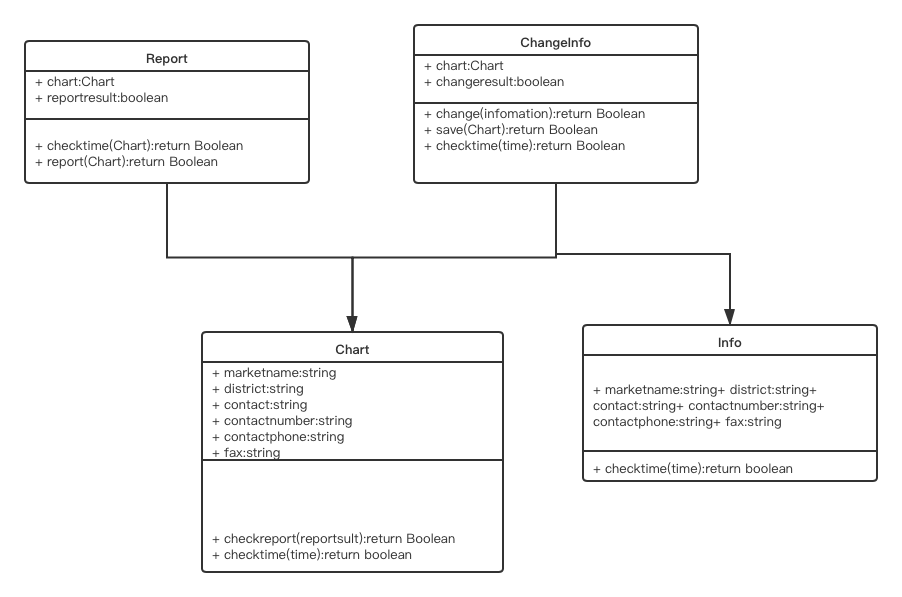 Report
+ chart:Chart
+ reportresult:boolean
+ checktime(Chart):return Boolean
+ report(Chart):return Boolean
ChangeInfo
+ chart:Chart
+ changeresult:boolean
+ change(infomation):return Boolean
+ save(Chart):return Boolean
+ checktime(time):return Boolean
Chart
+ marketname:string
+ district:string
+ contact:string
+ contactnumber:string
+ contactphone:string
+ fax:string
+ checkreport(reportsult):return Boolean
+ checktime(time):return boolean
Info
+ marketname:string+ district:string+
contact:string+ contactnumber:string+
contactphone:string+ fax:string
+ checktime(time):return boolean